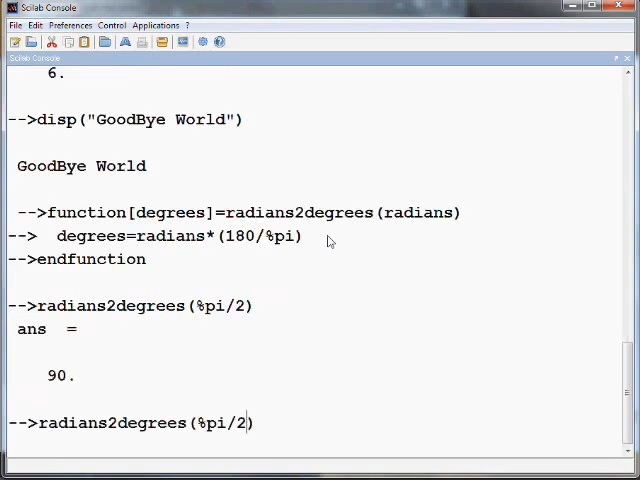 Scilab Console
File Edit Preferences Control Applications ?
Scilab Console
6.
-->disp("GoodBye World")
GoodBye World
-->function[degrees]=radians2degrees(radians)
--> degrees=radians*(180/%pi)
-->endfunction
-->radians2degrees(%pi/2)
ans =
90.
-->radians2degrees(%pi/2)